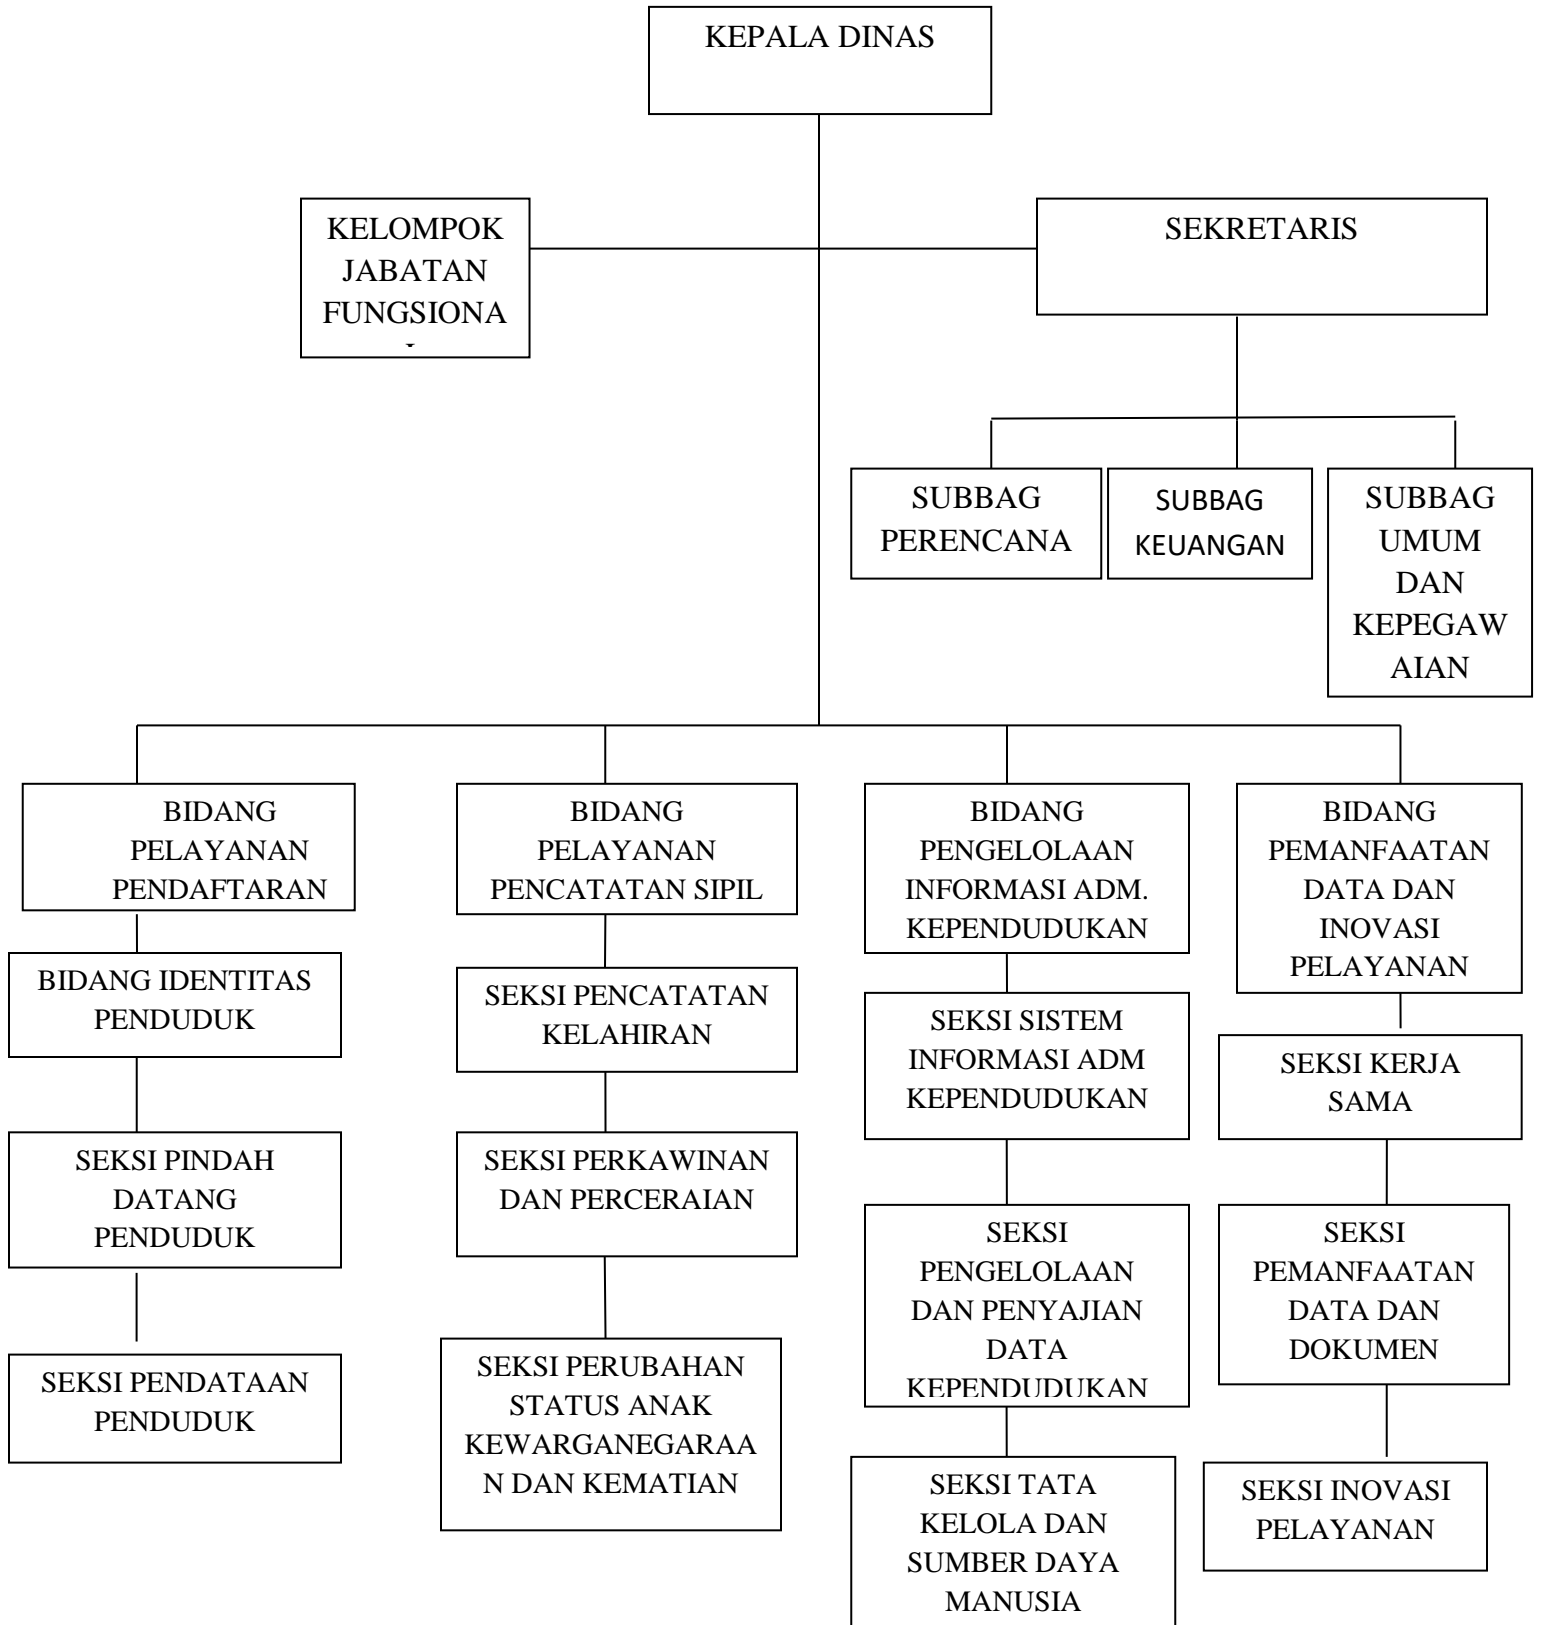 KEPALA DINAS
KELOMPOK
JABATAN
FUNGSIONA
SEKRETARIS
SUBBAG
PERENCANA
SUBBAG
KEUANGAN
SUBBAG
UMUM
DAN
KEPEGAW
AIAN
BIDANG
PELAYANAN
PENDAFTARAN
BIDANG
PELAYANAN
PENCATATAN SIPIL
BIDANG
PENGELOLAAN
INFORMASI ADM.
KEPENDUDUKAN
BIDANG
PEMANFAATAN
DATA DAN
INOVASI
PELAYANAN
BIDANG IDENTITAS
PENDUDUK
SEKSI PENCATATAN
KELAHIRAN
SEKSI SISTEM
INFORMASI ADM
KEPENDUDUKAN
SEKSI KERJA
SAMA
SEKSI PINDAH
DATANG
PENDUDUK
SEKSI PERKAWINAN
DAN PERCERAIAN
SEKSI
PENGELOLAAN
DAN PENYAJIAN
DATA
KEPENDUDUKAN
SEKSI
PEMANFAATAN
DATA DAN
DOKUMEN
SEKSI PENDATAAN
PENDUDUK
SEKSI PERUBAHAN
STATUS ANAK
KEWARGANEGARAA
N DAN KEMATIAN
SEKSI TATA
KELOLA DAN
SUMBER DAYA
MANUSIA
SEKSI INOVASI
PELAYANAN